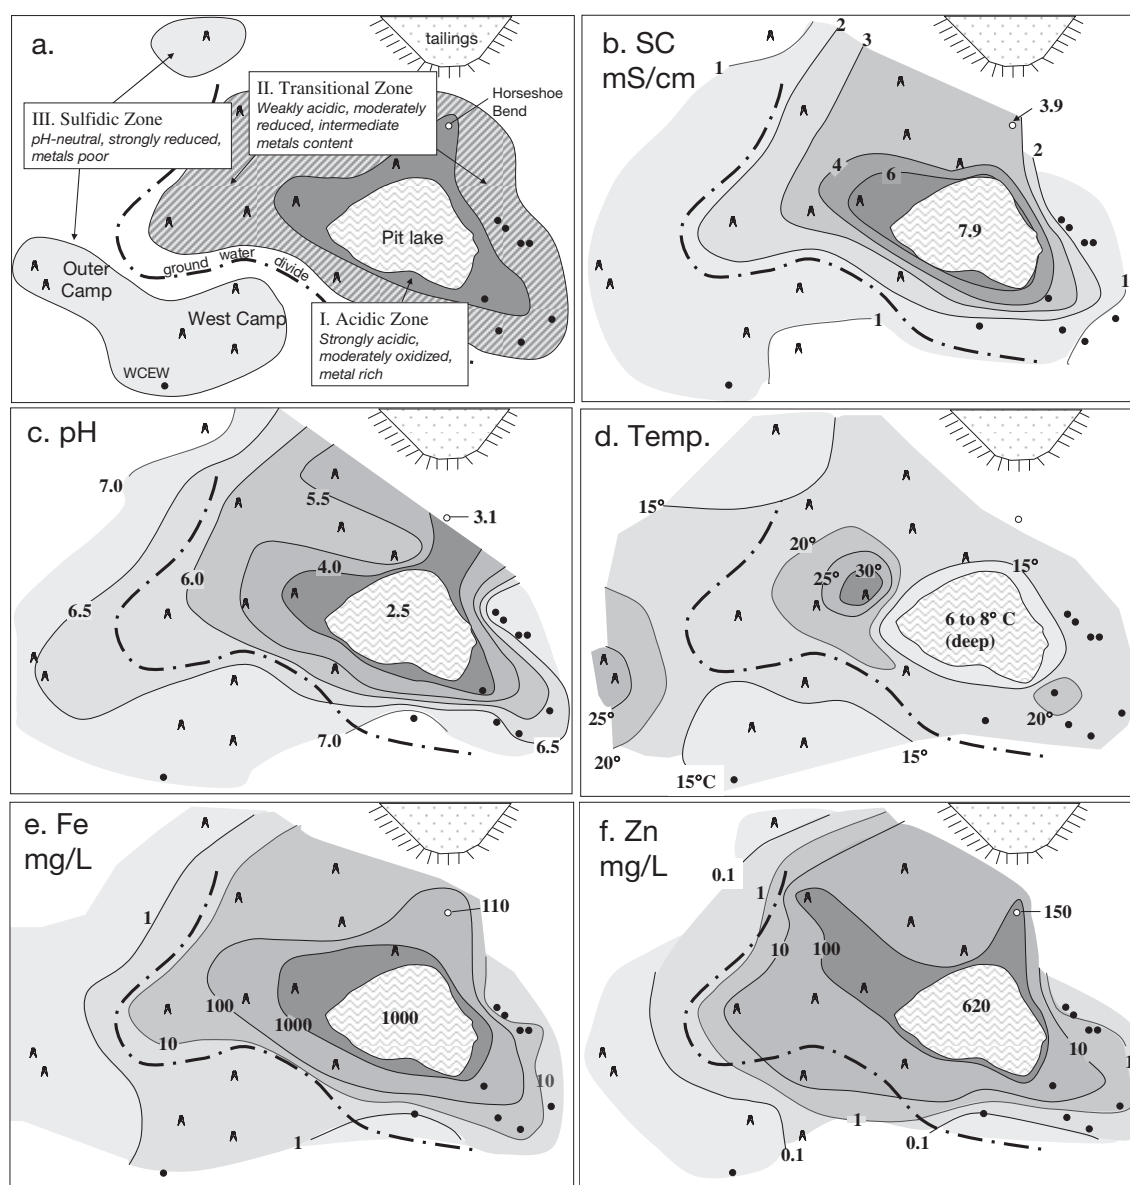 a.
tailings
II. Transitional Zone
Weakly acidic, moderately
reduced, intermediate
metals content
Horseshoe
Bend
III. Sulfidic Zone
pH-neutral, strongly reduced,
metals poor
Pit lake
ground water divide
Outer
Camp
West Camp
I. Acidic Zone
Strongly acidic,
moderately oxidized,
metal rich
WCEW
b. SC
mS/cm
2
3
1
3.9
2
4
6
7.9
1
1
c. pH
7.0
5.5
3.1
4.0
6.0
6.5
2.5
7.0
6.5
d. Temp.
15°
20°
25°
30°
15°
6 to 8° C
(deep)
25°
20°
20°
15°
15°C
e. Fe
mg/L
1
110
100
1000
1000
10
10
1
f. Zn
mg/L
0.1
1
150
10
100
620
10
1
1
0.1
0.1